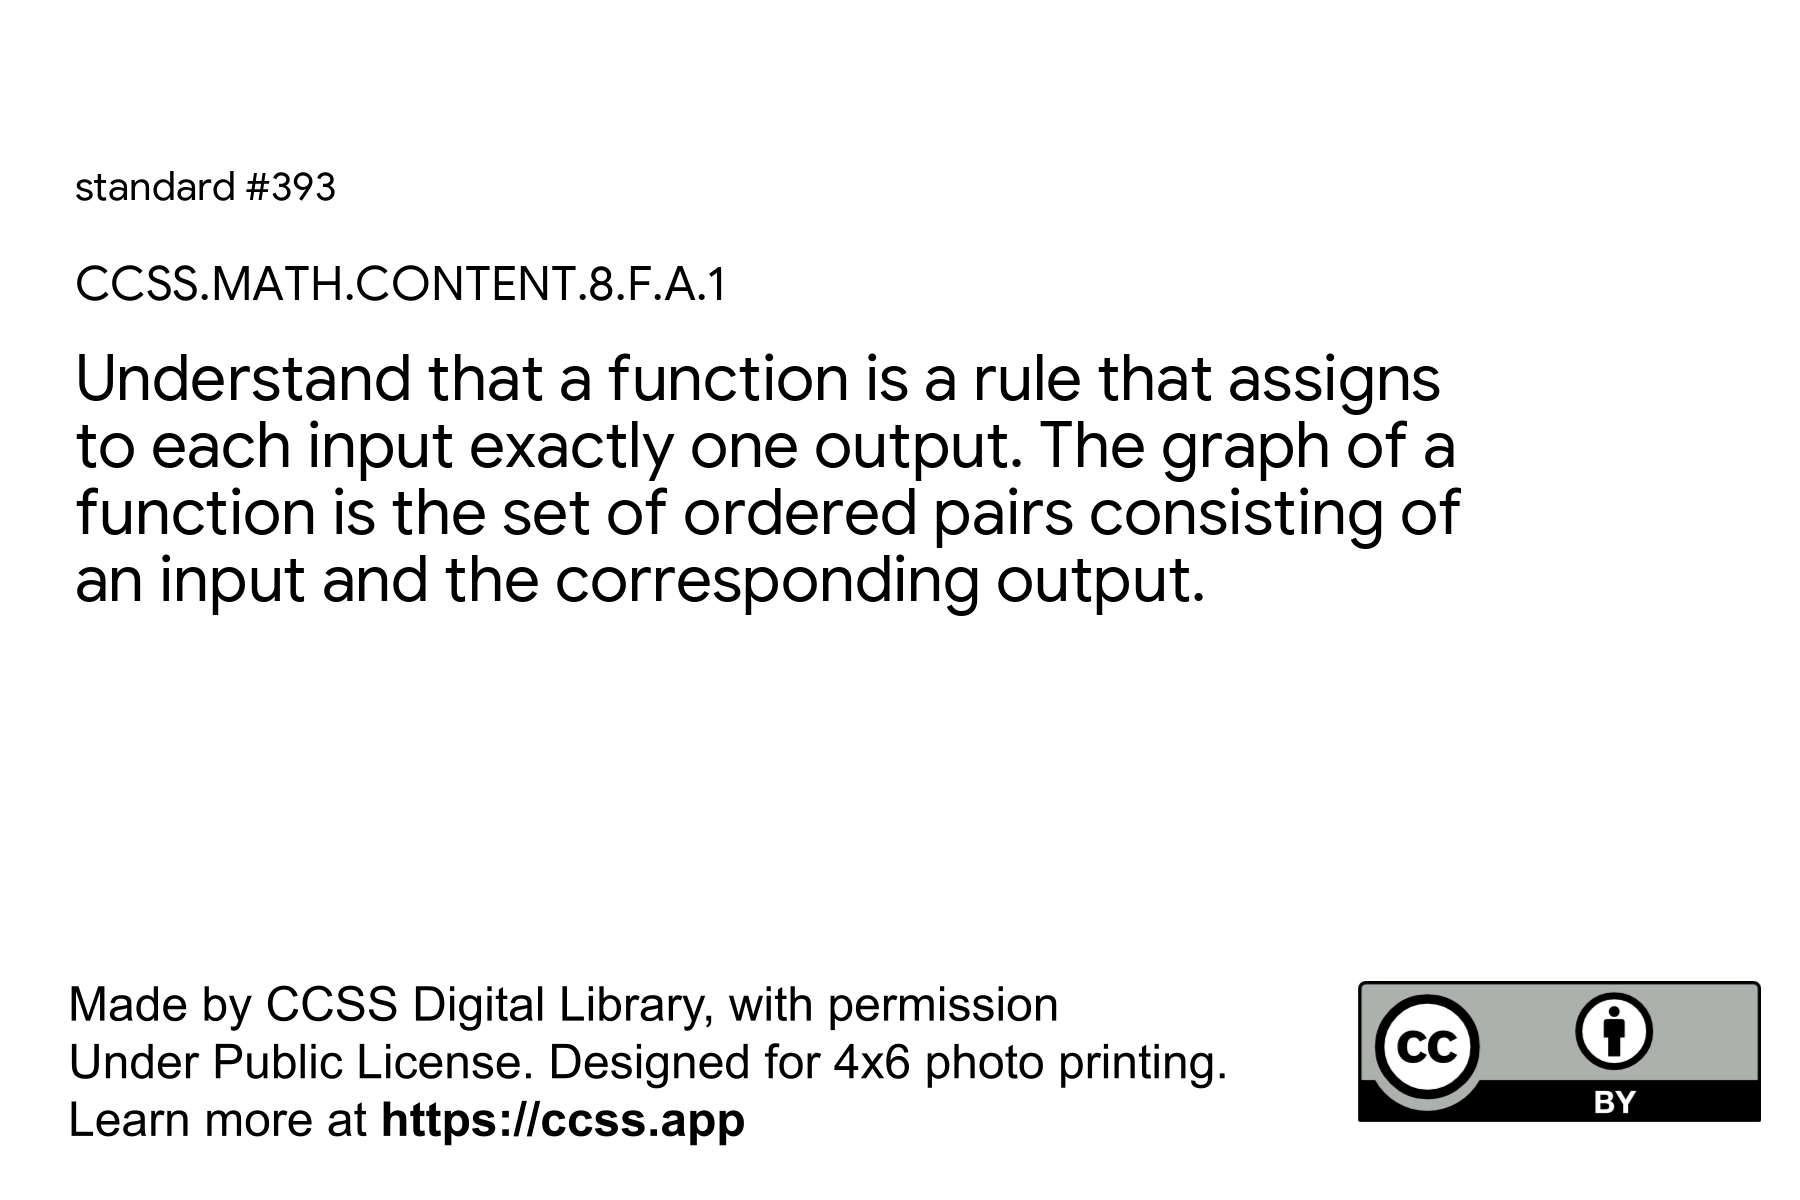 standard #393
CCSS.MATH.CONTENT.8.F.A.1
Understand that a function is a rule that assigns
to each input exactly one output. The graph of a
function is the set of ordered pairs consisting of
an input and the corresponding output.
Made by CCSS Digital Library, with permission
Under Public License. Designed for 4x6 photo printing.
Learn more at https://ccss.app
cc
BY